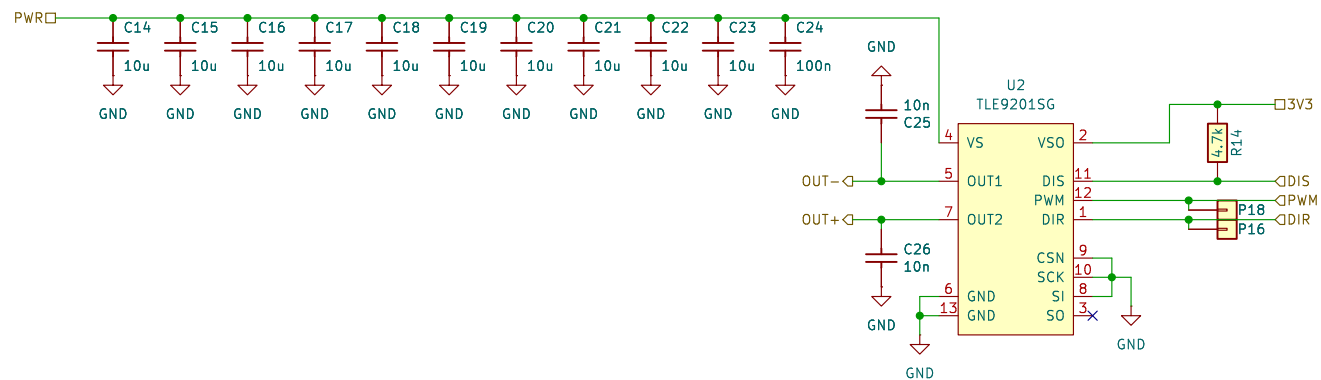 PWR
C14 C15 C16 C17 C18 C19 C20 C21 C22 C23 C24
10u 10u 10u 10u 10u 10u 10u 10u 10u 10u 100n
GND GND GND GND GND GND GND GND GND GND GND
GND
10n
C25
U2
TLE9201SG
4 VS VSO 2
3V3
4.7k
R14
OUT-
5 OUT1 DIS 11
DIS
PWM 12
PWM
P18
OUT+
7 OUT2 DIR 1
DIR
P16
C26
10n
GND
CSN 9
SCK 10
6 GND SI 8
13 GND SO 3
GND
GND